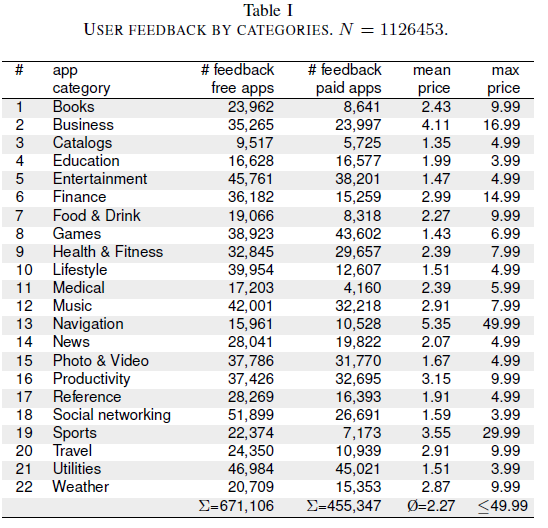 Table I
USER FEEDBACK BY CATEGORIES. N = 1126453.
# app # feedback # feedback mean max
category free apps paid apps price price
1 Books 23,962 8,641 2.43 9.99
2 Business 35,265 23,997 4.11 16.99
3 Catalogs 9,517 5,725 1.35 4.99
4 Education 16,628 16,577 1.99 3.99
5 Entertainment 45,761 38,201 1.47 4.99
6 Finance 36,182 15,259 2.99 14.99
7 Food & Drink 19,066 8,318 2.27 9.99
8 Games 38,923 43,602 1.43 6.99
9 Health & Fitness 32,845 29,657 2.39 7.99
10 Lifestyle 39,954 12,607 1.51 4.99
11 Medical 17,203 4,160 2.39 5.99
12 Music 42,001 32,218 2.91 7.99
13 Navigation 15,961 10,528 5.35 49.99
14 News 28,041 19,822 2.07 4.99
15 Photo & Video 37,786 31,770 1.67 4.99
16 Productivity 37,426 32,695 3.15 9.99
17 Reference 28,269 16,393 1.91 4.99
18 Social networking 51,899 26,691 1.59 3.99
19 Sports 22,374 7,173 3.55 29.99
20 Travel 24,350 10,939 2.91 9.99
21 Utilities 46,984 45,021 1.51 3.99
22 Weather 20,709 15,353 2.87 9.99
Σ=671,106 Σ=455,347 Ø=2.27 ≤49.99